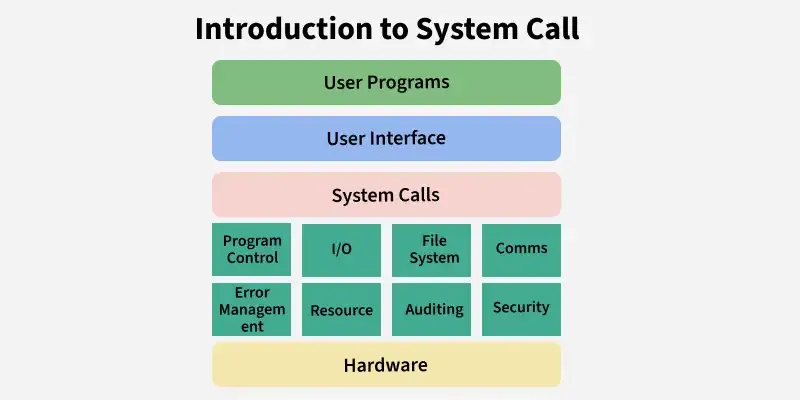 Introduction to System Call
User Programs
User Interface
System Calls
Program
Control
I/O
File
System
Comms
Error
Managem
ent
Resource
Auditing
Security
Hardware